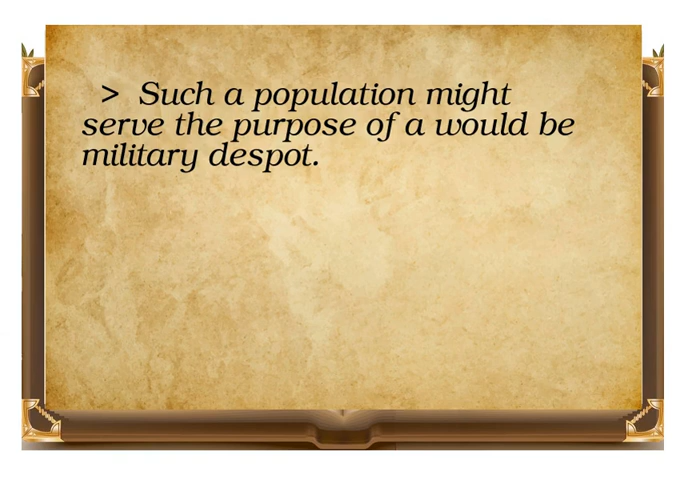 > Such a population might
serve the purpose of a would be
military despot.